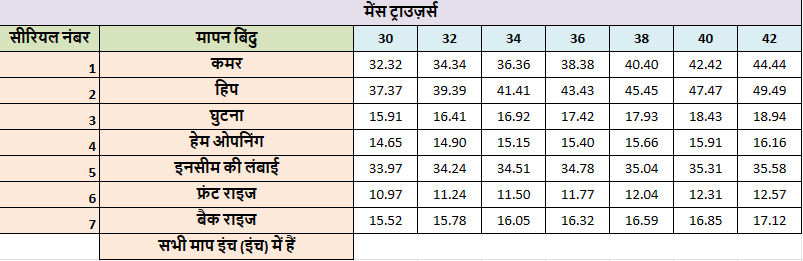 मेंस ट्राउज़र्स
सीरियल नंबर मापन बिंदु 30 32 34 36 38 40 42
1 कमर 32.32 34.34 36.36 38.38 40.40 42.42 44.44
2 हिप 37.37 39.39 41.41 43.43 45.45 47.47 49.49
3 घुटना 15.91 16.41 16.92 17.42 17.93 18.43 18.94
4 हेम ओपनिंग 14.65 14.90 15.15 15.40 15.66 15.91 16.16
5 इनसीम की लंबाई 33.97 34.24 34.51 34.78 35.04 35.31 35.58
6 फ्रंट राइज 10.97 11.24 11.50 11.77 12.04 12.31 12.57
7 बैक राइज 15.52 15.78 16.05 16.32 16.59 16.85 17.12
सभी माप इंच (इंच) में हैं